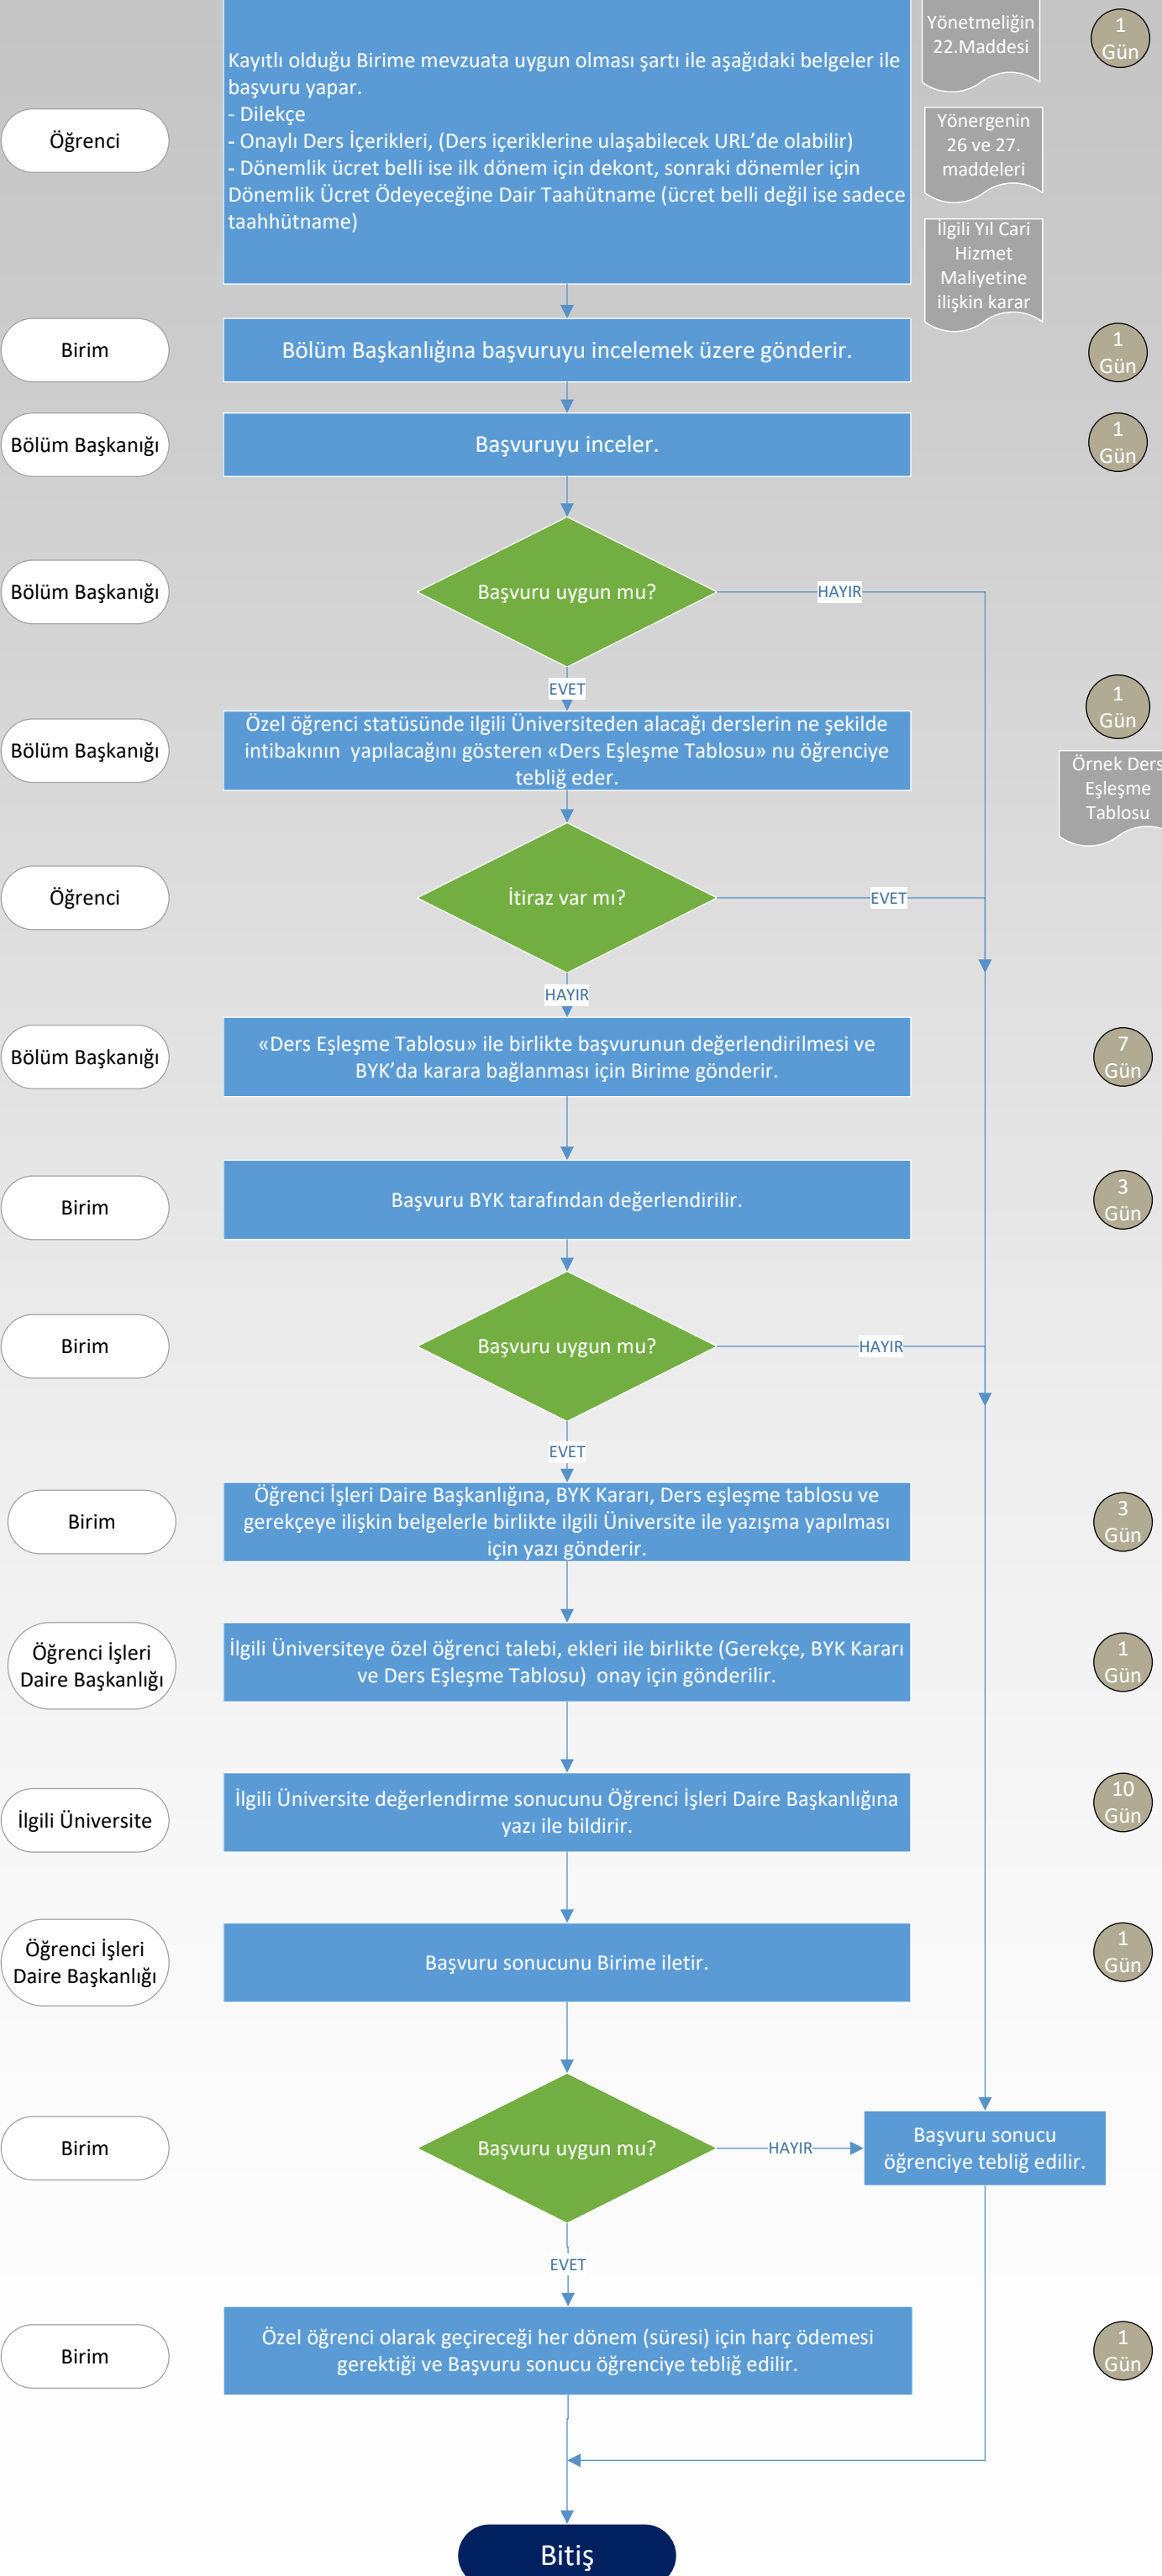 Yönetmeliğin
22.Maddesi
1
Gün
Öğrenci
Kayıtlı olduğu Birime mevzuata uygun olması şartı ile aşağıdaki belgeler ile
başvuru yapar.
- Dilekçe
- Onaylı Ders İçerikleri, (Ders içeriklerine ulaşabilecek URL’de olabilir)
- Dönemlik ücret belli ise ilk dönem için dekont, sonraki dönemler için
Dönemlik Ücret Ödeyeceğine Dair Taahütname (ücret belli değil ise sadece
taahhütname)
Yönergenin
26 ve 27.
maddeleri
İlgili Yıl Cari
Hizmet
Maliyetine
ilişkin karar
Birim
Bölüm Başkanlığına başvuruyu incelemek üzere gönderir.
1
Gün
Bölüm Başkanığı
Başvuruyu inceler.
1
Gün
Bölüm Başkanığı
Başvuru uygun mu?
HAYIR
EVET
Bölüm Başkanığı
Özel öğrenci statüsünde ilgili Üniversiteden alacağı derslerin ne şekilde
intibakının yapılacağını gösteren «Ders Eşleşme Tablosu» nu öğrenciye
tebliğ eder.
1
Gün
Örnek Ders
Eşleşme
Tablosu
Öğrenci
İtiraz var mı?
EVET
HAYIR
Bölüm Başkanığı
«Ders Eşleşme Tablosu» ile birlikte başvurunun değerlendirilmesi ve
BYK’da karara bağlanması için Birime gönderir.
7
Gün
Birim
Başvuru BYK tarafından değerlendirilir.
3
Gün
Birim
Başvuru uygun mu?
HAYIR
EVET
Birim
Öğrenci İşleri Daire Başkanlığına, BYK Kararı, Ders eşleşme tablosu ve
gerekçeye ilişkin belgelerle birlikte ilgili Üniversite ile yazışma yapılması
için yazı gönderir.
3
Gün
Öğrenci İşleri
Daire Başkanlığı
İlgili Üniversiteye özel öğrenci talebi, ekleri ile birlikte (Gerekçe, BYK Kararı
ve Ders Eşleşme Tablosu) onay için gönderilir.
1
Gün
İlgili Üniversite
İlgili Üniversite değerlendirme sonucunu Öğrenci İşleri Daire Başkanlığına
yazı ile bildirir.
10
Gün
Öğrenci İşleri
Daire Başkanlığı
Başvuru sonucunu Birime iletir.
1
Gün
Birim
Başvuru uygun mu?
HAYIR
Başvuru sonucu
öğrenciye tebliğ edilir.
EVET
Birim
Özel öğrenci olarak geçireceği her dönem (süresi) için harç ödemesi
gerektiği ve Başvuru sonucu öğrenciye tebliğ edilir.
1
Gün
Bitiş